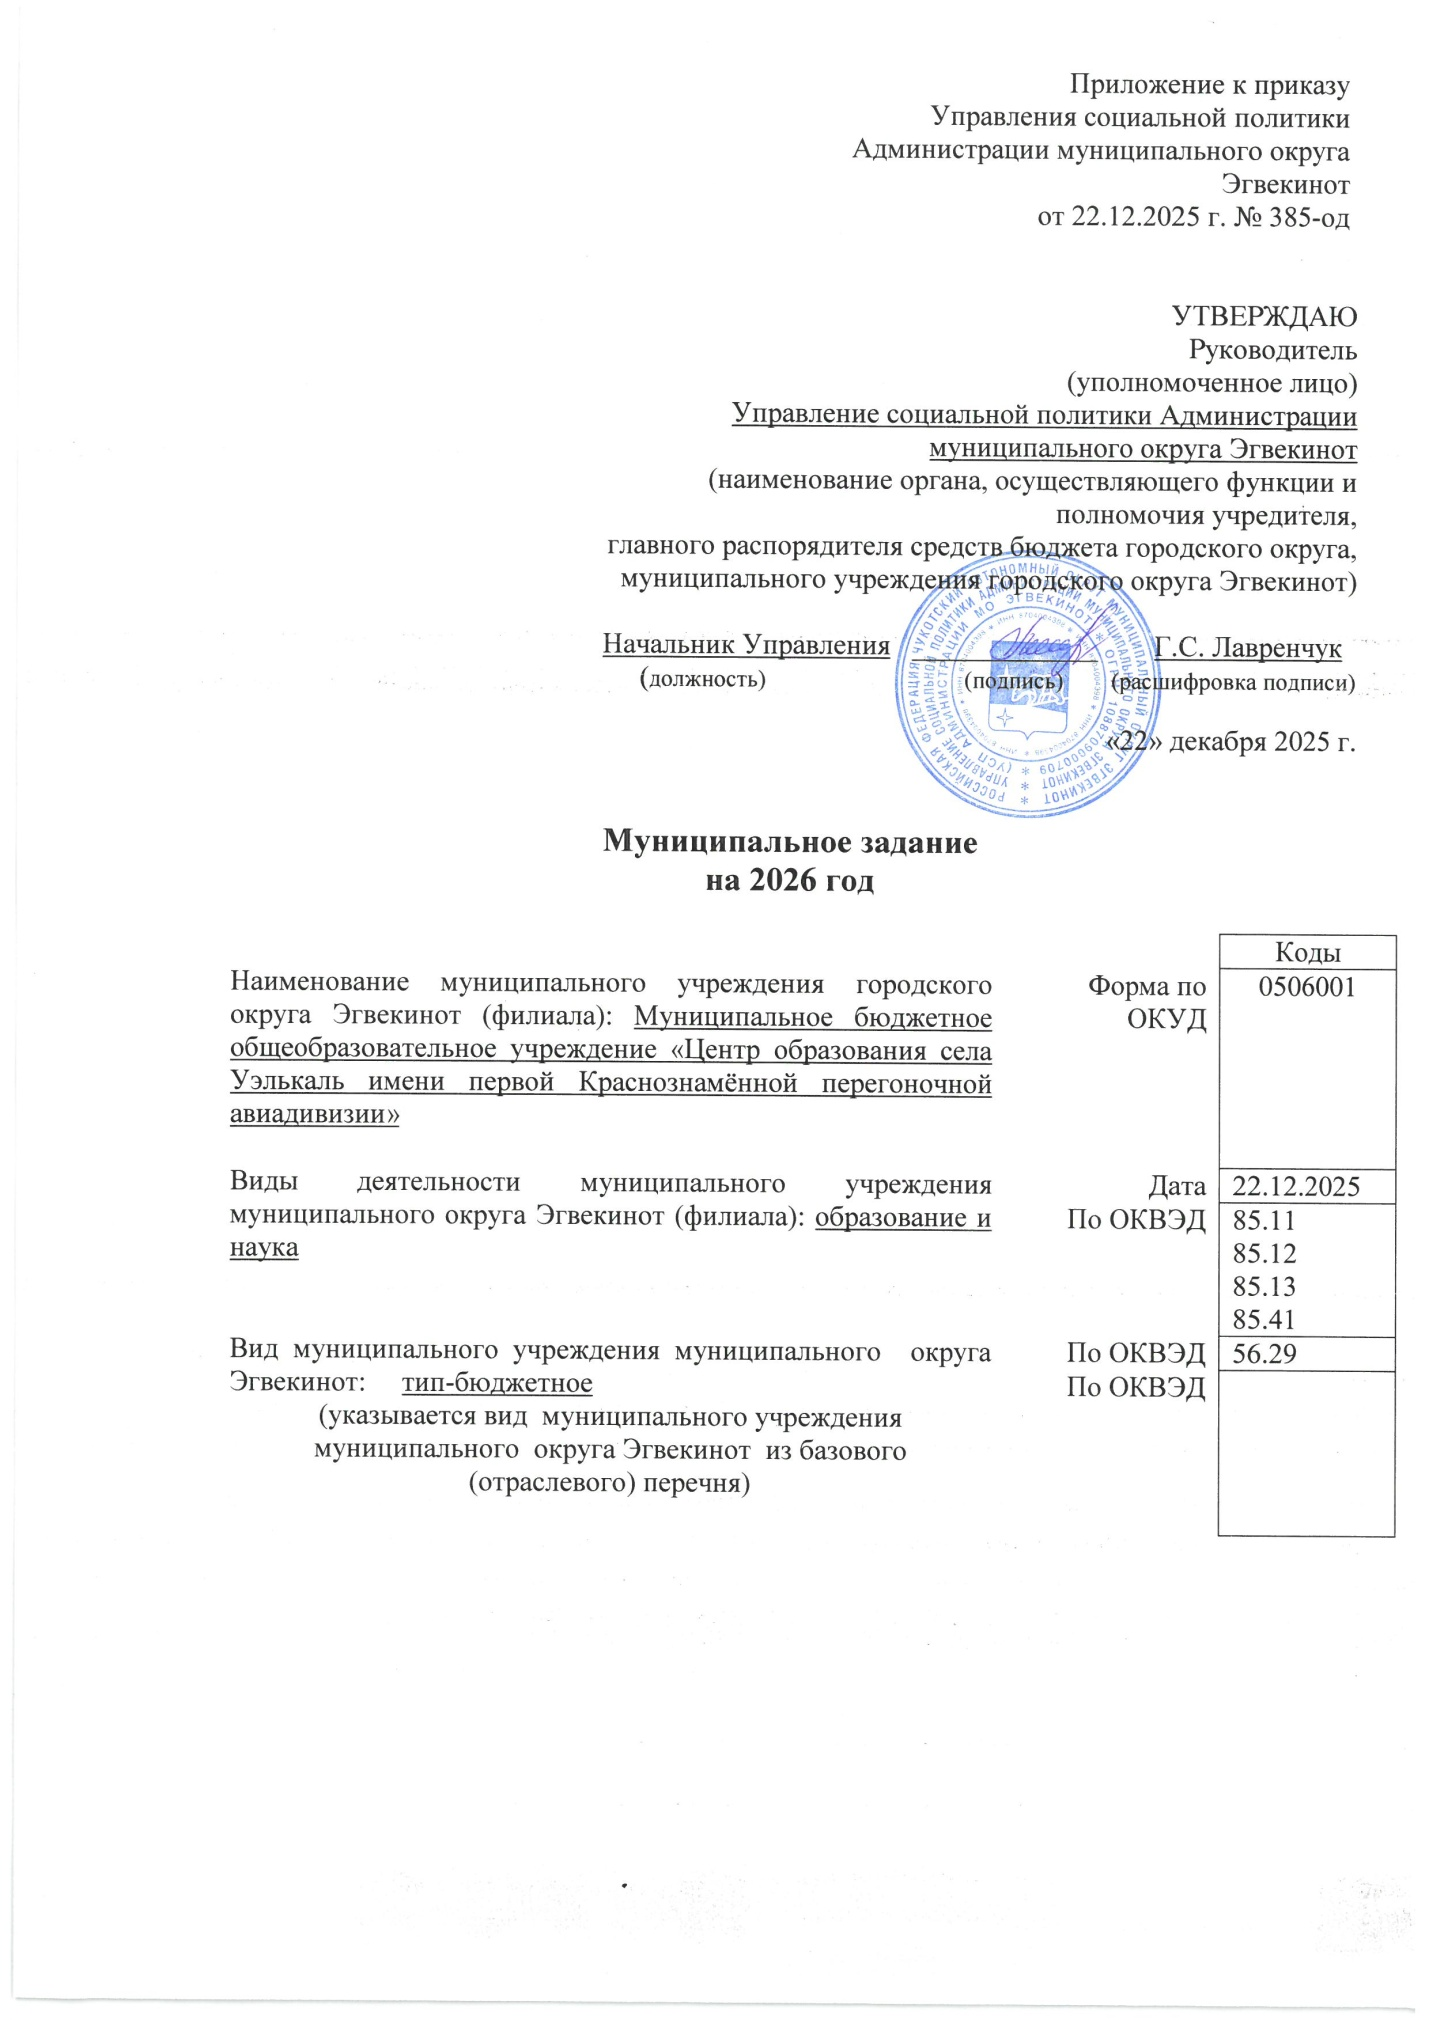 Приложение к приказу
Управления социальной политики
Администрации муниципального округа
Эгвекинот
от 22.12.2025 г. № 385-од
УТВЕРЖДАЮ
Руководитель
(уполномоченное лицо)
Управление социальной политики Администрации
муниципального округа Эгвекинот
(наименование органа, осуществляющего функции и
полномочия учредителя,
главного распорядителя средств бюджета городского округа,
муниципального учреждения городского округа Эгвекинот)
Начальник Управления Г.С. Лавренчук
(должность) (подпись) (расшифровка подписи)
«22» декабря 2025 г.
Муниципальное задание
на 2026 год
Коды
Наименование муниципального учреждения городского Форма по 0506001
округа Эгвекинот (филиала): Муниципальное бюджетное ОКУД
общеобразовательное учреждение «Центр образования села
Уэлькаль имени первой Краснознамённой перегоночной
авиадивизии»
Виды деятельности муниципального учреждения Дата 22.12.2025
муниципального округа Эгвекинот (филиала): образование и По ОКВЭД 85.11
наука 85.12
85.13
85.41
Вид муниципального учреждения муниципального округа По ОКВЭД 56.29
Эгвекинот: тип-бюджетное По ОКВЭД
(указывается вид муниципального учреждения
муниципального округа Эгвекинот из базового
(отраслевого) перечня)